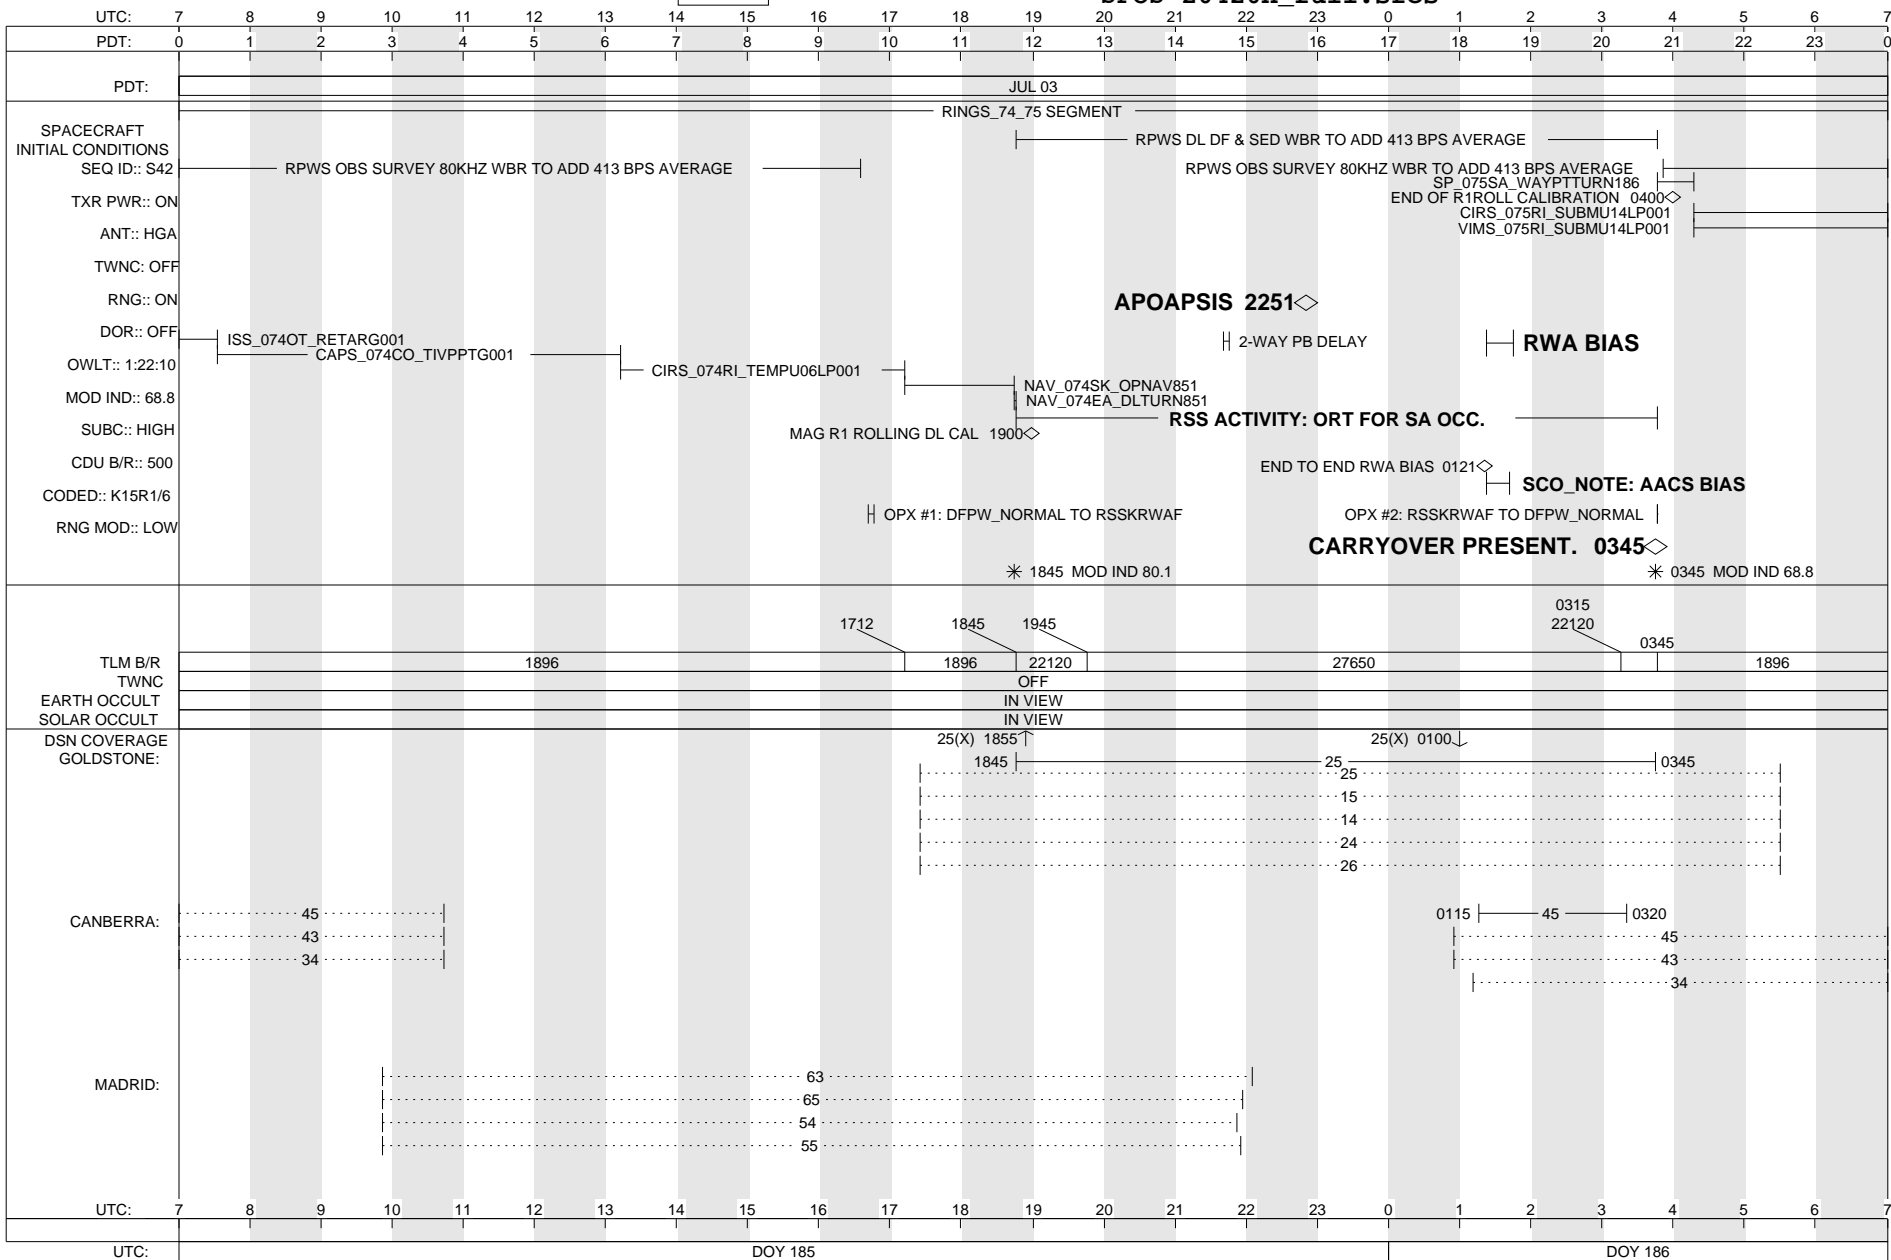 UTC: 7 8 9 10 11 12 13 14 15 16 17 18 19 20 21 22 23 0 1 2 3 4 5 6 7
PDT: 0 1 2 3 4 5 6 7 8 9 10 11 12 13 14 15 16 17 18 19 20 21 22 23 0
PDT: JUL 03
RINGS_74_75 SEGMENT
SPACECRAFT
INITIAL CONDITIONS
RPWS DL DF & SED WBR TO ADD 413 BPS AVERAGE
SEQ ID:: S42
RPWS OBS SURVEY 80KHZ WBR TO ADD 413 BPS AVERAGE
RPWS OBS SURVEY 80KHZ WBR TO ADD 413 BPS AVERAGE
SP_075SA_WAYPTTURN186
TXR PWR:: ON
END OF R1ROLL CALIBRATION 0400
CIRS_075RI_SUBMU14LP001
VIMS_075RI_SUBMU14LP001
ANT:: HGA
TWNC: OFF
RNG:: ON
APOAPSIS 2251
DOR:: OFF
ISS_074OT_RETARG001
2-WAY PB DELAY
RWA BIAS
CAPS_074CO_TIVPPTG001
OWLT:: 1:22:10
CIRS_074RI_TEMPU06LP001
NAV_074SK_OPNAV851
MOD IND:: 68.8
NAV_074EA_DLTURN851
RSS ACTIVITY: ORT FOR SA OCC.
SUBC:: HIGH
MAG R1 ROLLING DL CAL 1900
CDU B/R:: 500
END TO END RWA BIAS 0121
SCO_NOTE: AACS BIAS
CODED:: K15R1/6
OPX #1: DFPW_NORMAL TO RSSKRWAF
OPX #2: RSSKRWAF TO DFPW_NORMAL
RNG MOD:: LOW
CARRYOVER PRESENT. 0345
1845 MOD IND 80.1
0345 MOD IND 68.8
0315
1712 1845 1945 22120
0345
TLM B/R 1896 1896 22120 27650 1896
TWNC OFF
EARTH OCCULT IN VIEW
SOLAR OCCULT IN VIEW
DSN COVERAGE 25(X) 1855 25(X) 0100
GOLDSTONE: 1845 25 0345
25
15
14
24
26
CANBERRA: 45 0115 45 0320
43 45
34 43
34
MADRID: 63
65
54
55
UTC: 7 8 9 10 11 12 13 14 15 16 17 18 19 20 21 22 23 0 1 2 3 4 5 6 7
UTC: DOY 185 DOY 186